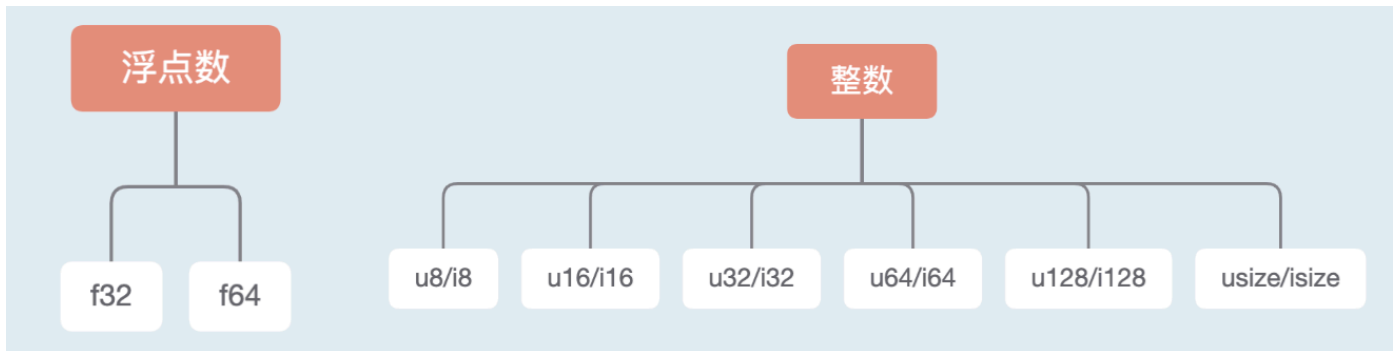 浮点数
整数
f32
f64
u8/i8
u16/i16
u32/i32
u64/i64
u128/i128
usize/isize